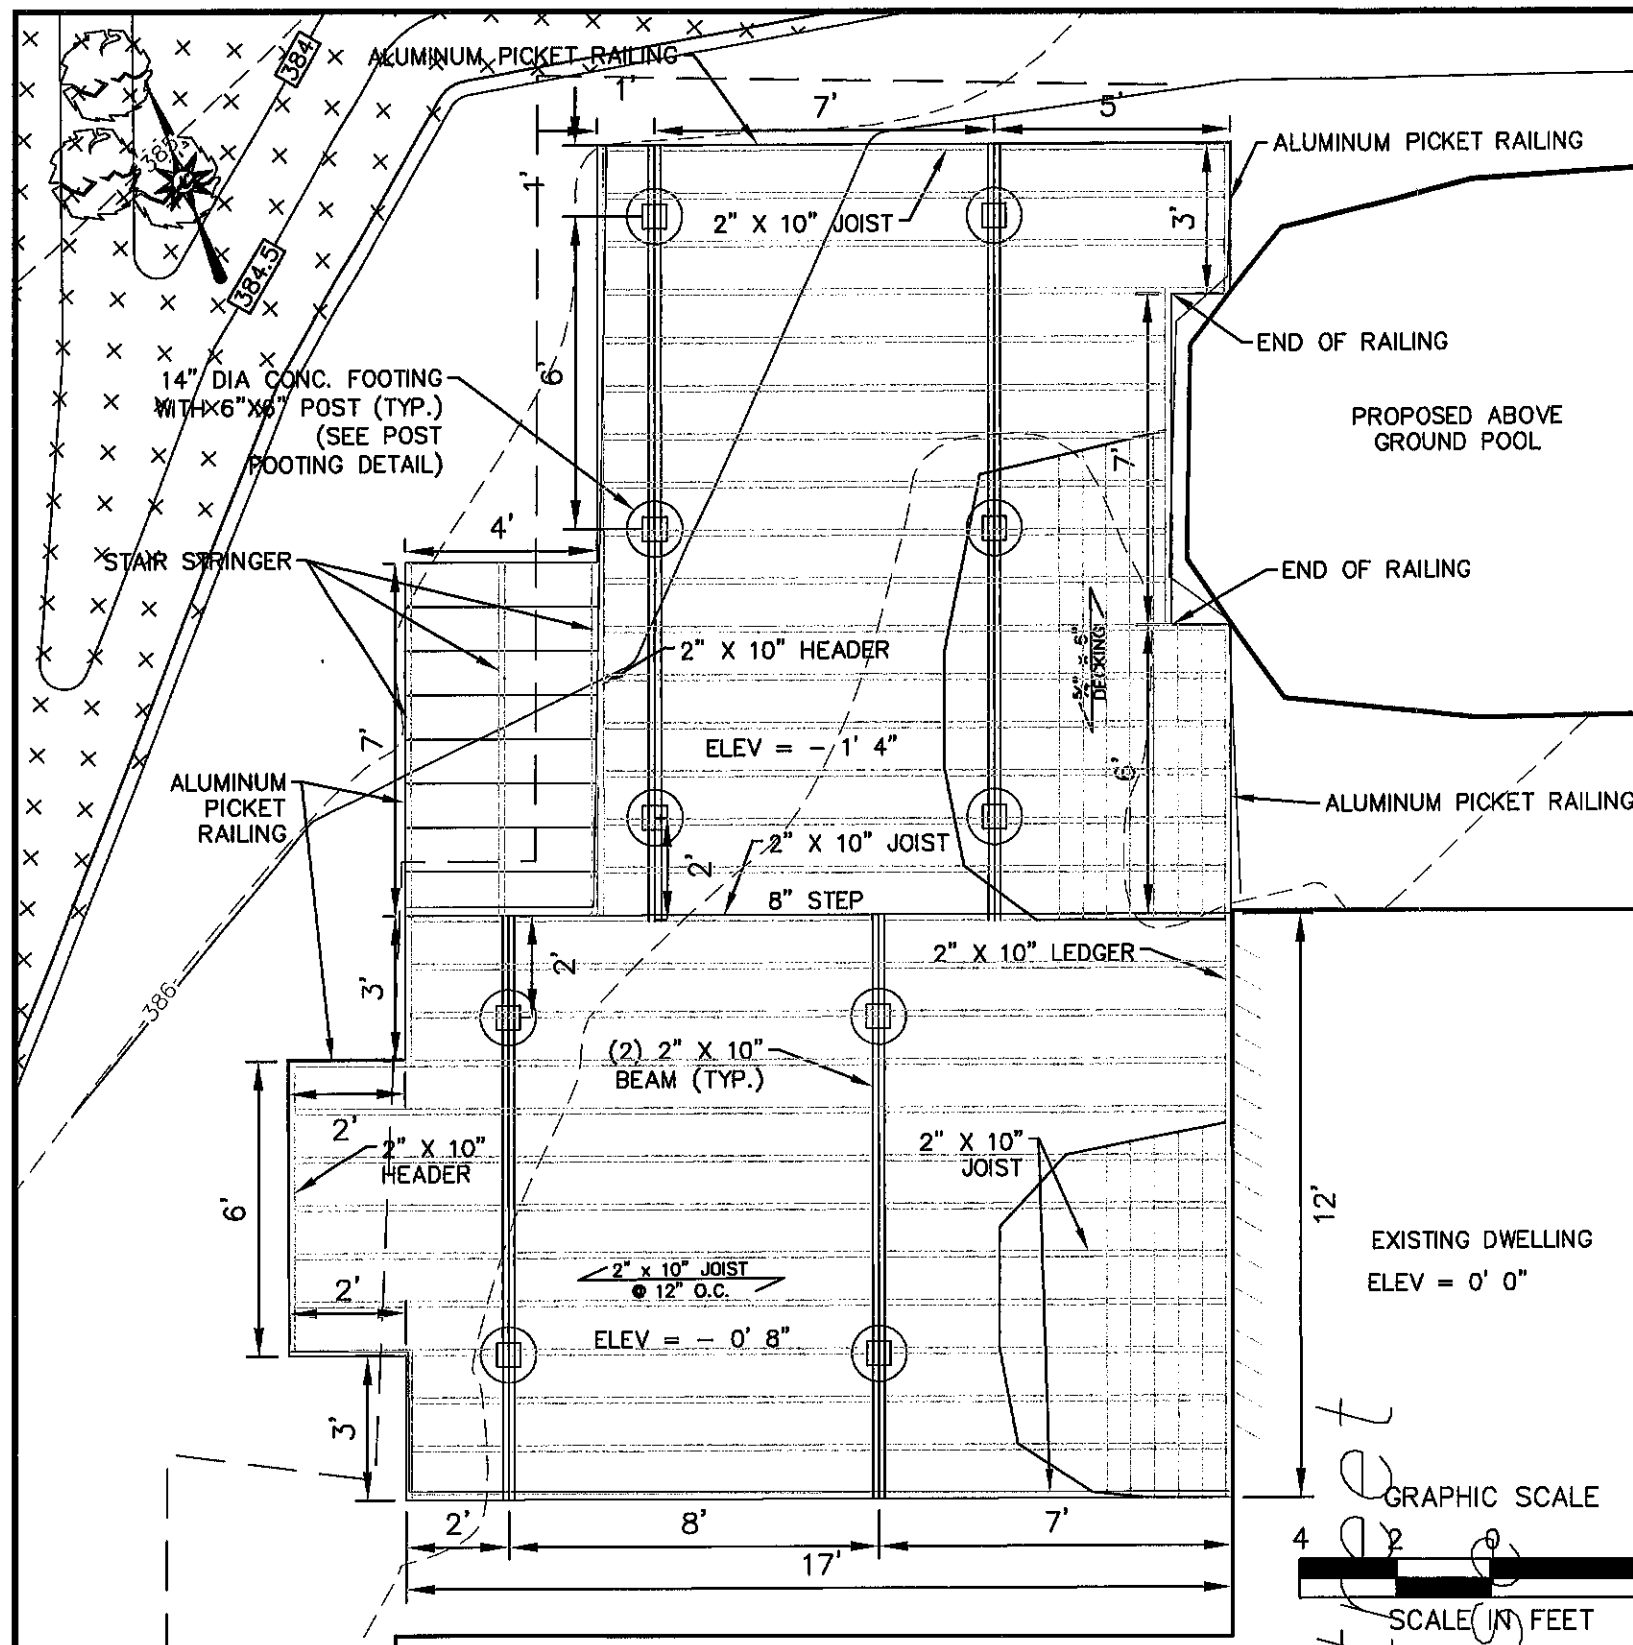 384
ALUMINUM PICKET RAILING
1'
7'
5'
ALUMINUM PICKET RAILING
1'
2" X 10" JOIST
3'
384.5
END OF RAILING
14" DIA CONC. FOOTING
WITH 6"X6" POST (TYP.)
(SEE POST
FOOTING DETAIL)
6'
PROPOSED ABOVE
GROUND POOL
7'
4'
STAIR STRINGER
END OF RAILING
2" X 10" HEADER
DECKING
7'
ELEV = - 1' 4"
6'
ALUMINUM
PICKET
RAILING
ALUMINUM PICKET RAILING
2" X 10" JOIST
2'
8" STEP
2" X 10" LEDGER
3'
2'
386
(2) 2" X 10"
BEAM (TYP.)
2'
2" X 10"
HEADER
2" X 10"
JOIST
6'
12'
EXISTING DWELLING
ELEV = 0' 0"
2" x 10" JOIST
@ 12" O.C.
2'
ELEV = - 0' 8"
3'
GRAPHIC SCALE
2'
8'
7'
4 2 0
17'
SCALE IN FEET